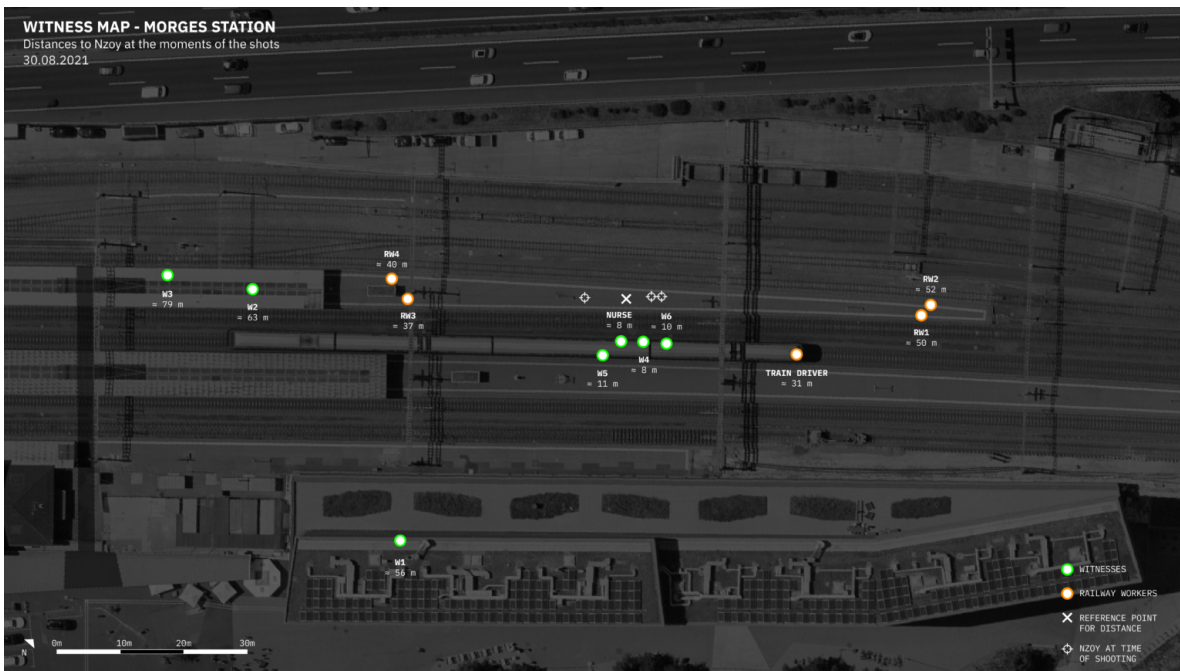 WITNESS MAP - MORGES STATION
Distances to Nzoy at the moments of the shots
30.08.2021
RW4
≈ 40 m
W3
≈ 79 m
W2
≈ 63 m
RW3
≈ 37 m
NURSE
≈ 8 m
W6
≈ 10 m
W4
≈ 8 m
W5
≈ 11 m
RW2
≈ 52 m
RW1
≈ 50 m
TRAIN DRIVER
≈ 31 m
W1
≈ 56 m
WITNESSES
RAILWAY WORKERS
REFERENCE POINT
FOR DISTANCE
NZOY AT TIME
OF SHOOTING
N
0m 10m 20m 30m